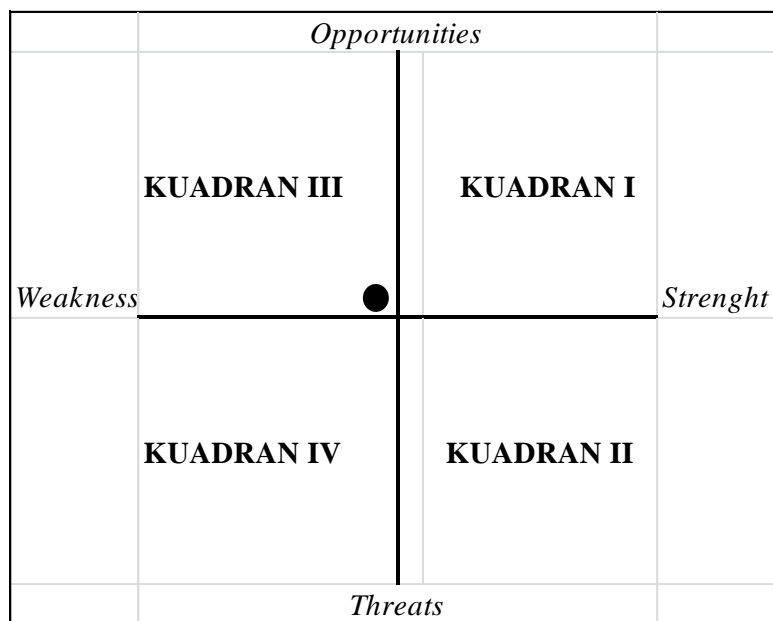 Opportunities
KUADRAN III
KUADRAN I
Weakness
Strenght
KUADRAN IV
KUADRAN II
Threats